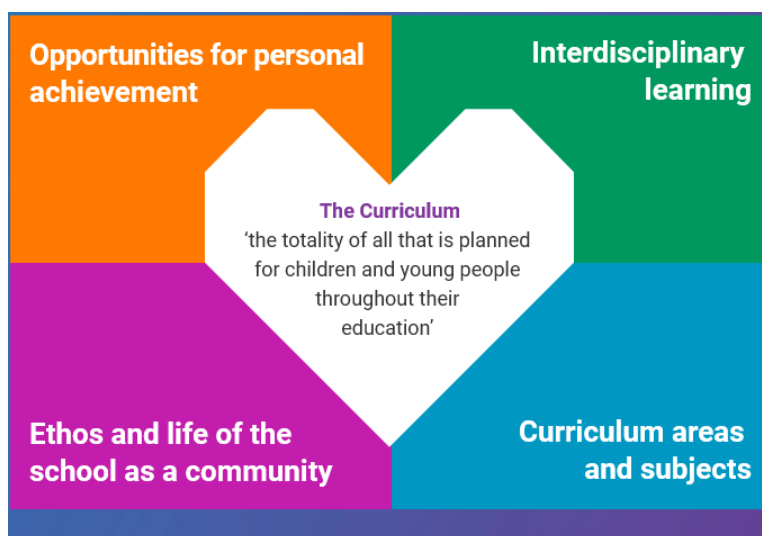 Opportunities for personal
achievement
Interdisciplinary
learning
The Curriculum
‘the totality of all that is planned
for children and young people
throughout their
education’
Ethos and life of the
school as a community
Curriculum areas
and subjects